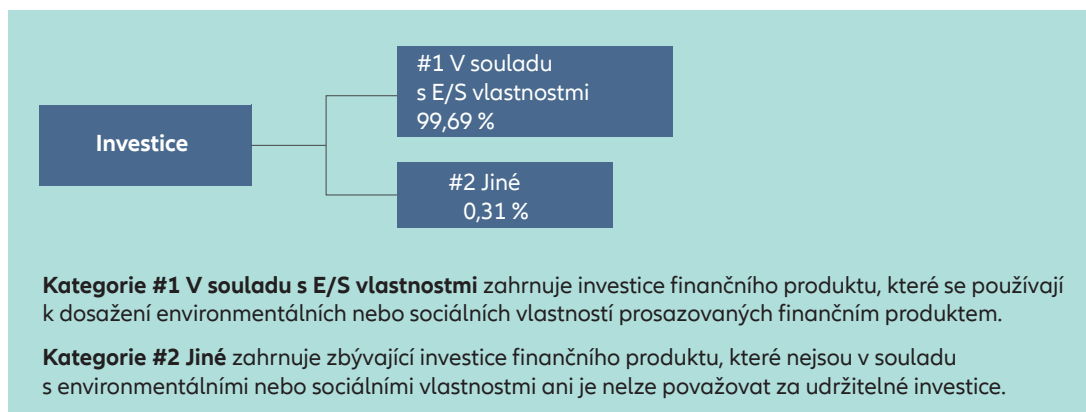 #1 V souladu
s E/S vlastnostmi
99,69 %
Investice
#2 Jiné
0,31 %
Kategorie #1 V souladu s E/S vlastnostmi zahrnuje investice finančního produktu, které se používají
k dosažení environmentálních nebo sociálních vlastností prosazovaných finančním produktem.
Kategorie #2 Jiné zahrnuje zbývající investice finančního produktu, které nejsou v souladu
s environmentálními nebo sociálními vlastnostmi ani je nelze považovat za udržitelné investice.